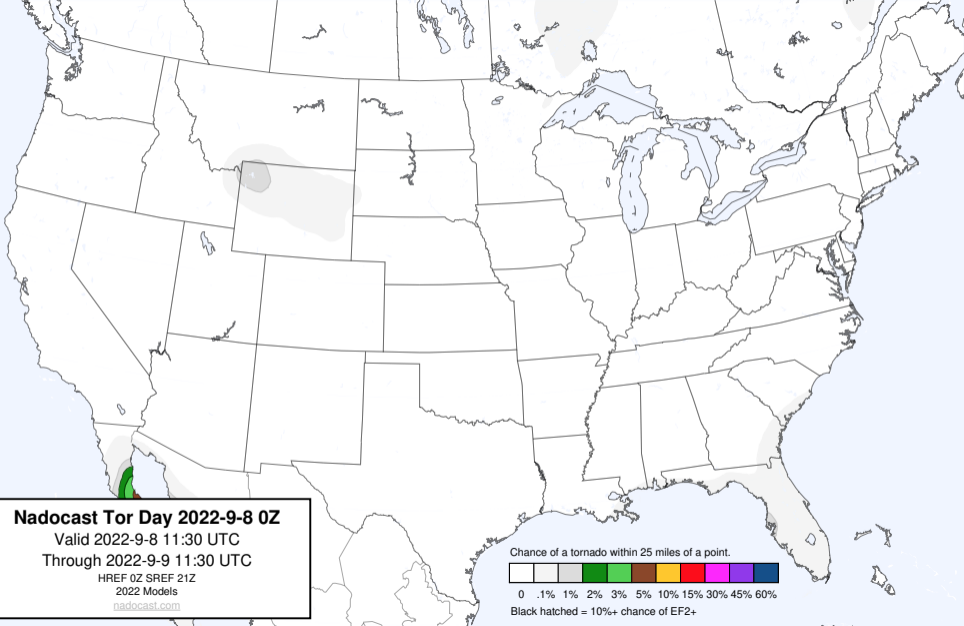 Nadocast Tor Day 2022-9-8 0Z
Valid 2022-9-8 11:30 UTC
Through 2022-9-9 11:30 UTC
HREF 0Z SREF 21Z
2022 Models
nadocast.com
Chance of a tornado within 25 miles of a point.
0 .1% 1% 2% 3% 5% 10% 15% 30% 45% 60%
Black hatched = 10%+ chance of EF2+